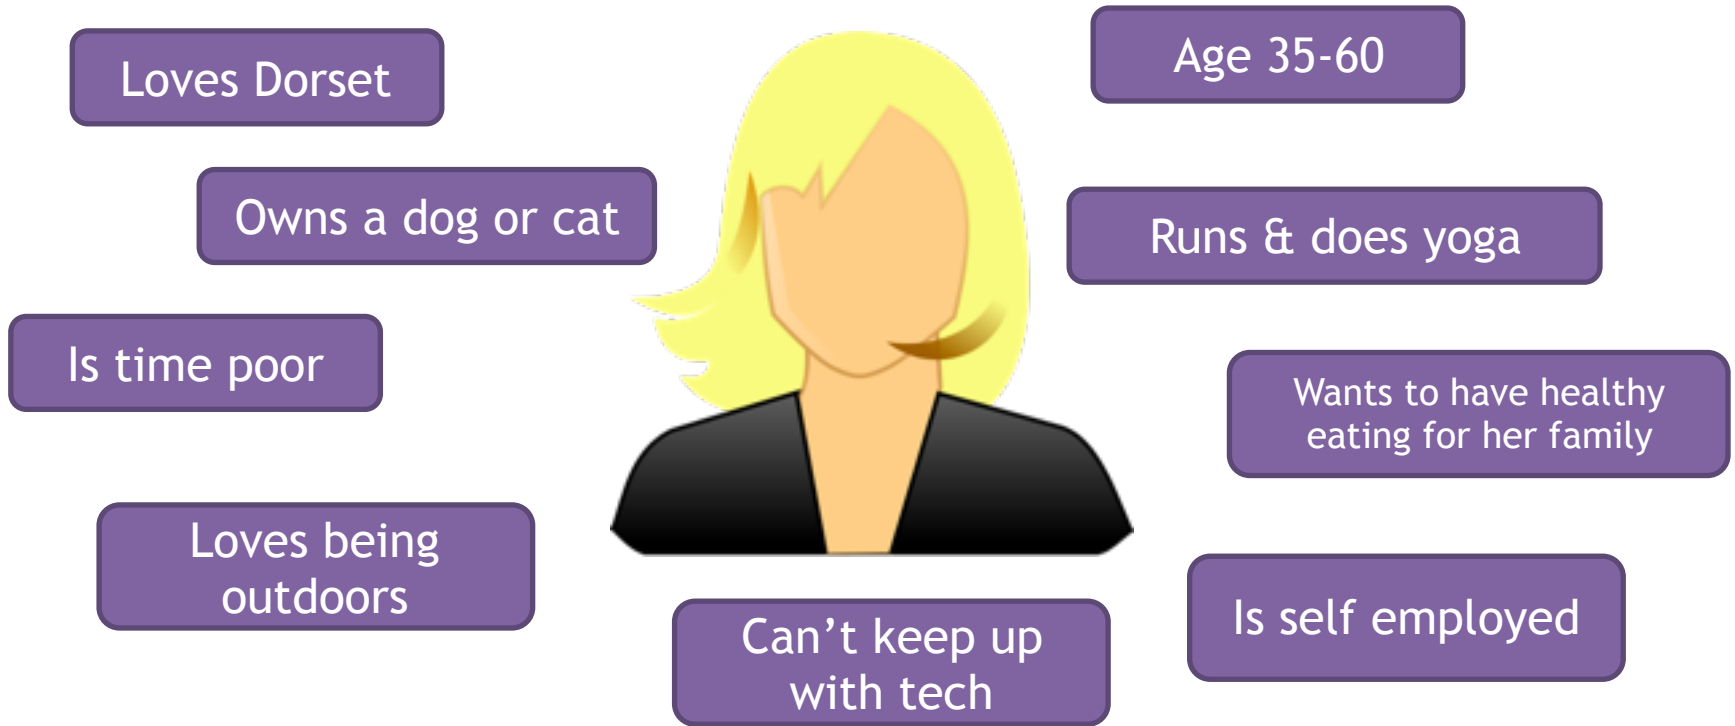 Loves Dorset
Age 35-60
Owns a dog or cat
Runs & does yoga
Is time poor
Wants to have healthy
eating for her family
Loves being
outdoors
Is self employed
Can’t keep up
with tech